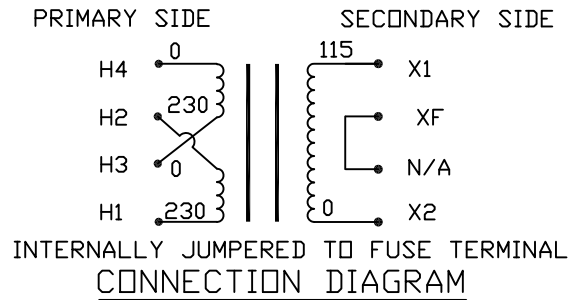 PRIMARY SIDE SECONDARY SIDE
0 115
H4 X1
230
H2 XF
H3 0 N/A
H1 230 0 X2
INTERNALLY JUMPERED TO FUSE TERMINAL
CONNECTION DIAGRAM